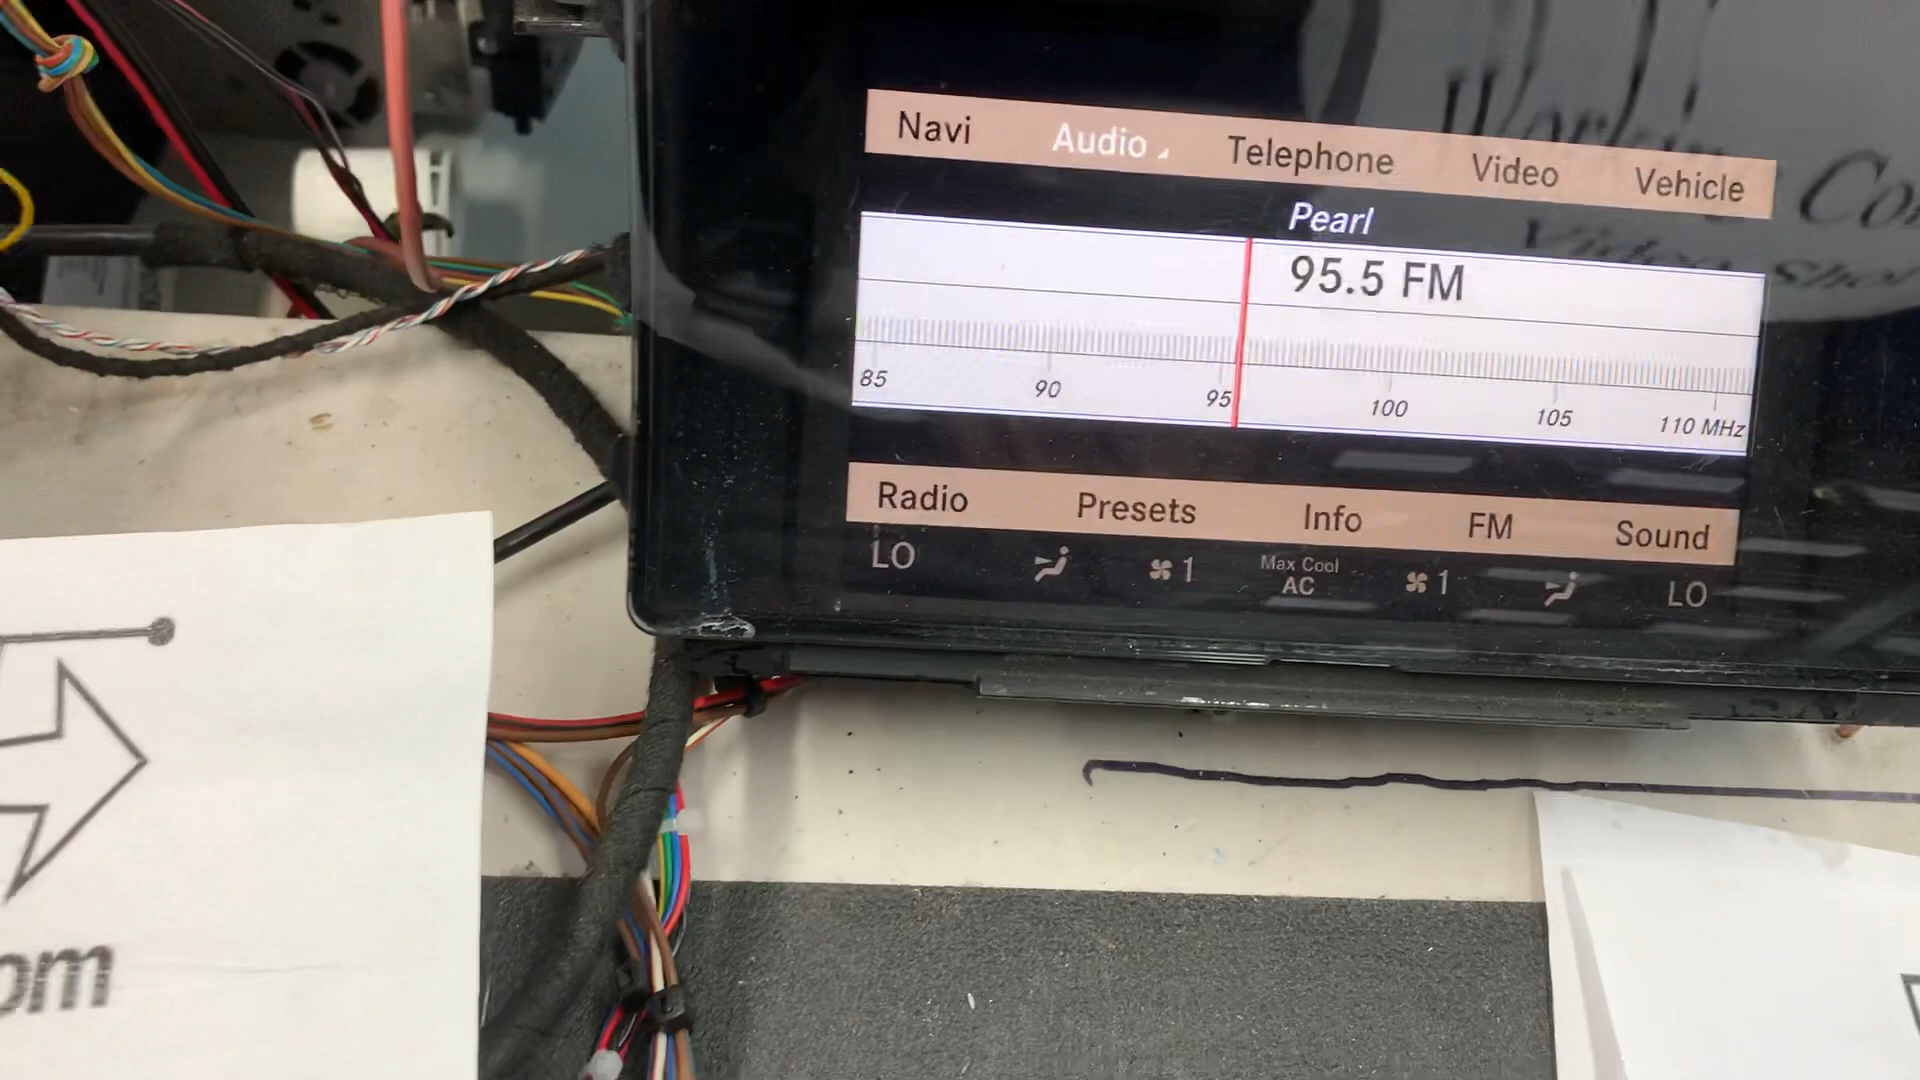 Navi Audio Telephone Video Vehicle
Pearl
95.5 FM
85 90 95 100 105 110 MHz
Radio Presets Info FM Sound
LO 1 Max Cool AC 1 LO
Video
om